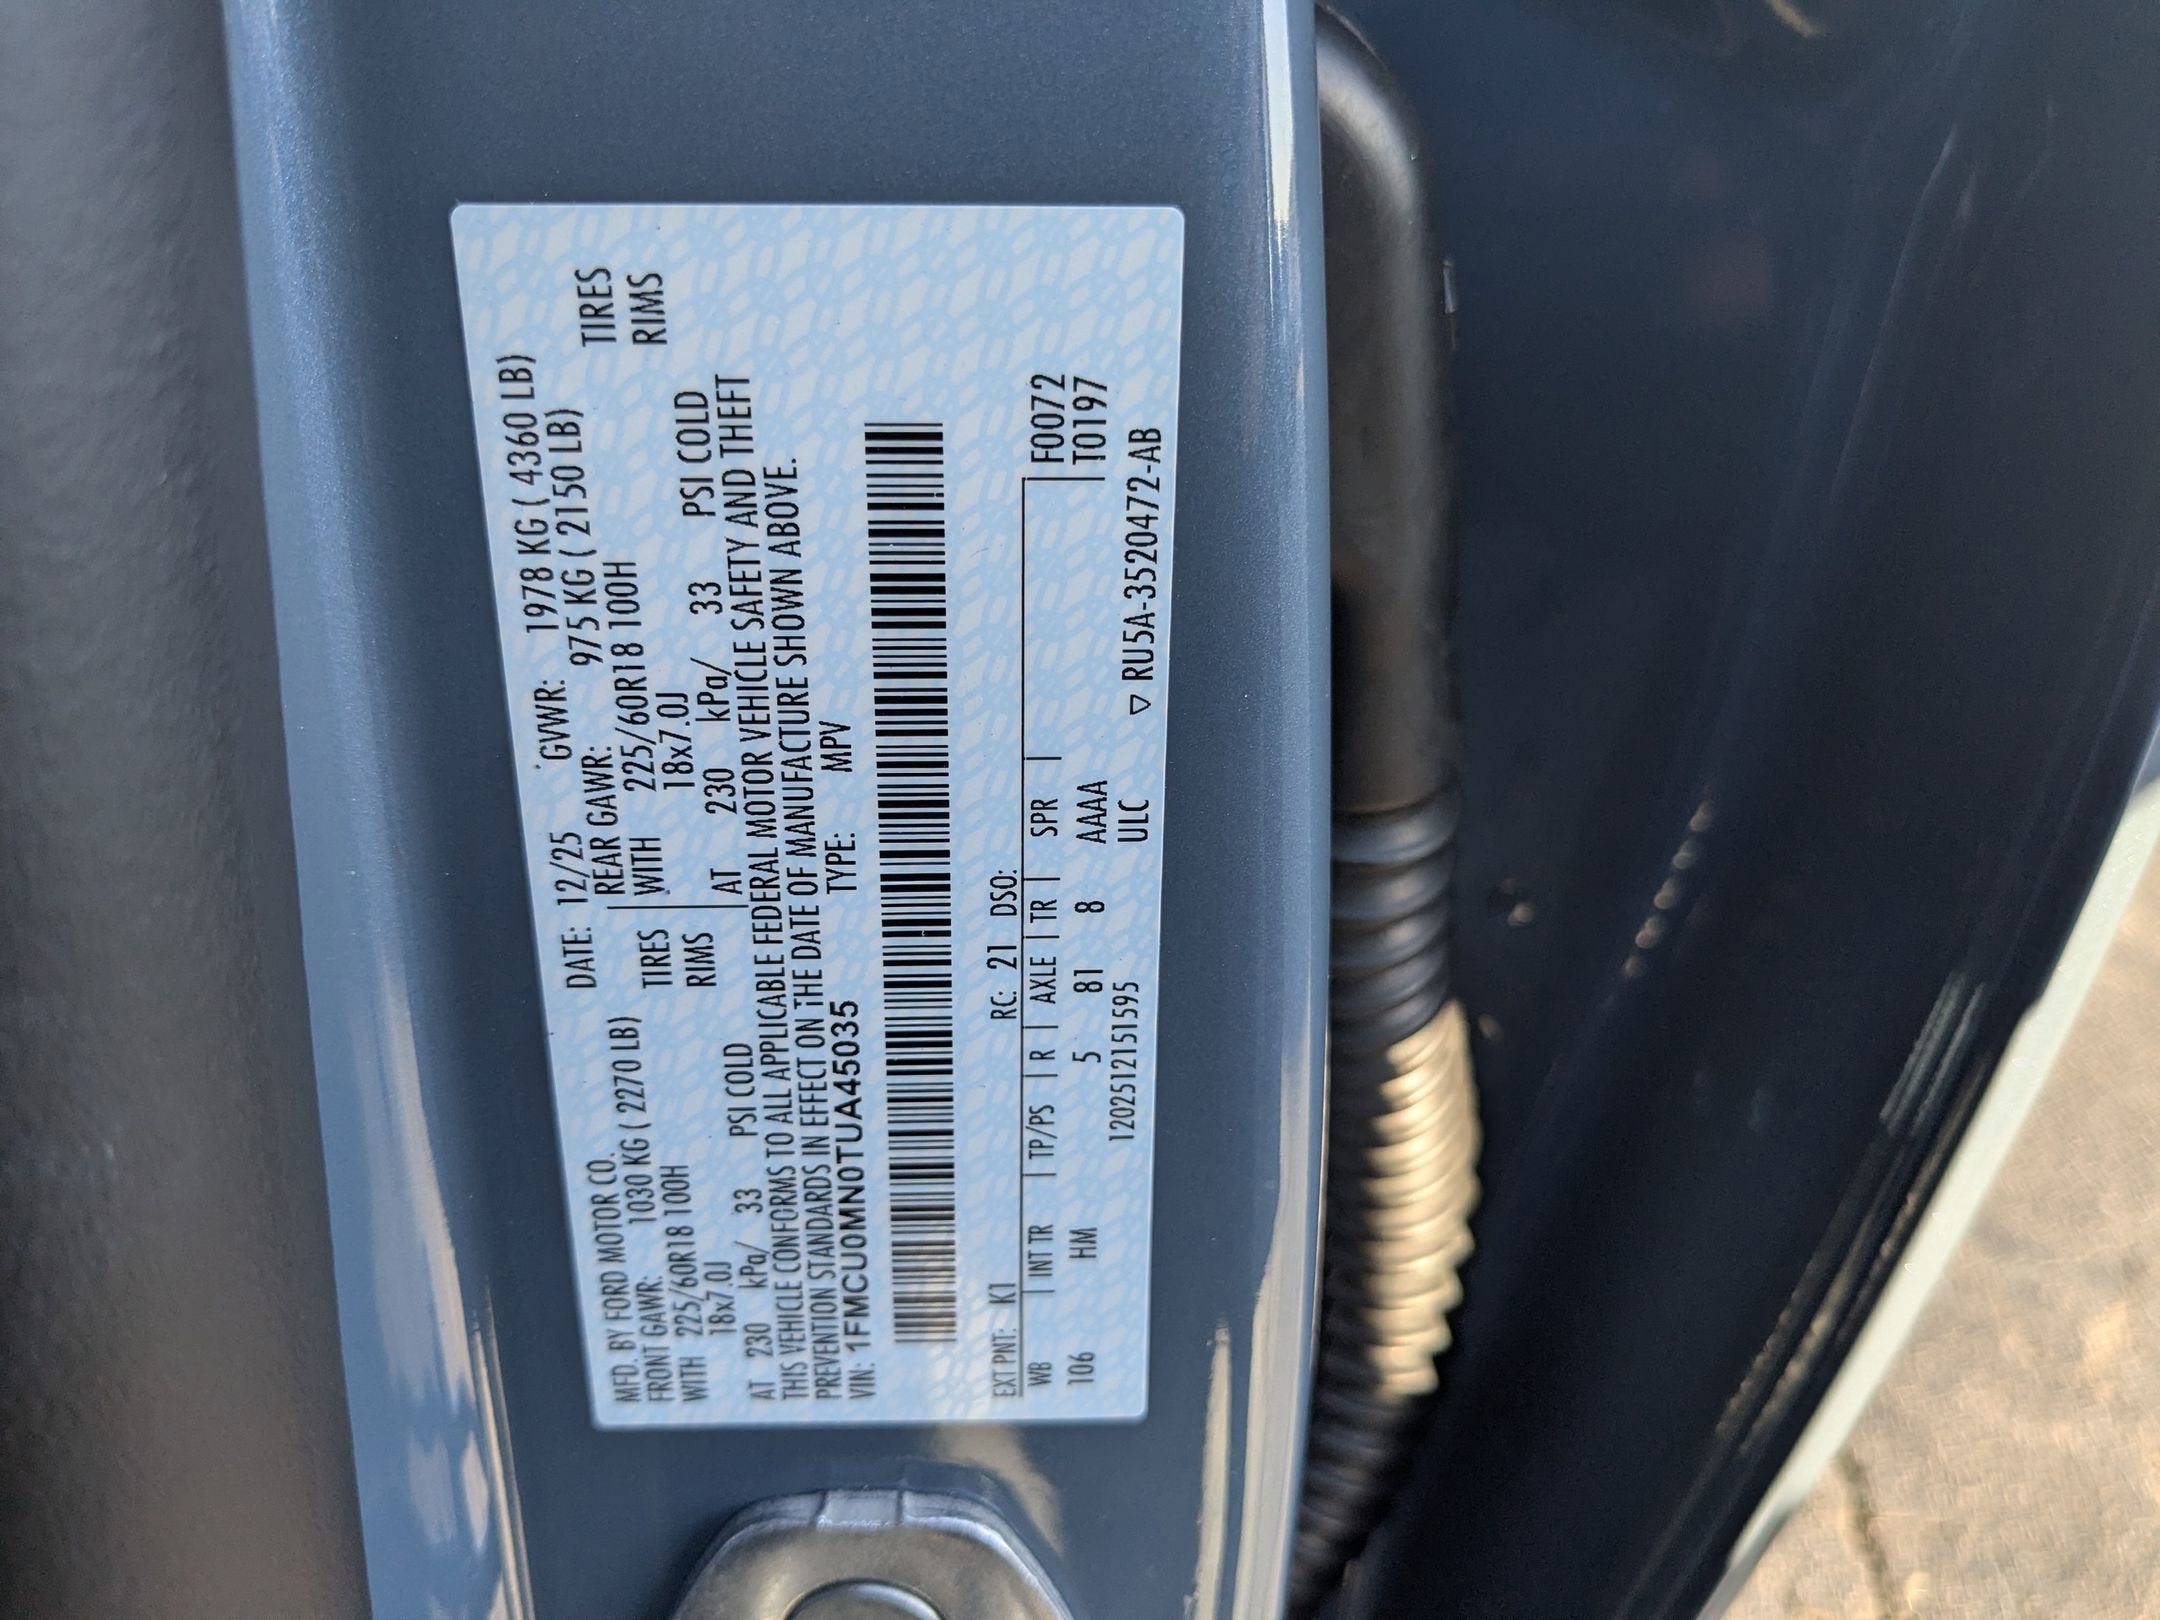 MFD. BY FORD MOTOR CO. DATE: 12/25 GVWR: 1978 KG ( 4360 LB)
FRONT GAWR: 1030 KG ( 2270 LB) REAR GAWR: 975 KG ( 2150 LB)
WITH 225/60R18 100H TIRES WITH 225/60R18 100H TIRES
18x7.0J RIMS 18x7.0J RIMS
AT 230 kPa/ 33 PSI COLD AT 230 kPa/ 33 PSI COLD
THIS VEHICLE CONFORMS TO ALL APPLICABLE FEDERAL MOTOR VEHICLE SAFETY AND THEFT
PREVENTION STANDARDS IN EFFECT ON THE DATE OF MANUFACTURE SHOWN ABOVE.
VIN: 1FMCU0MN0TUA45035 TYPE: MPV
EXT PNT: K1 RC: 21 DSO:
WB | INT TR | TP/PS | R | AXLE | TR | SPR | F0072
106 HM 5 81 8 AAAA T0197
1202512151595 ULC ▽ RU5A-3520472-AB